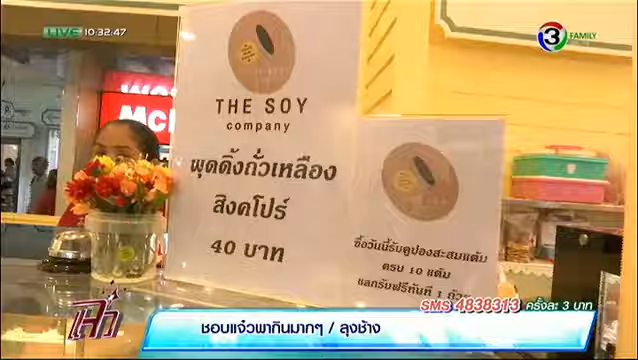 LIVE 10:32:47
3 FAMILY
THE SOY
company
พุดดิ้งถั่วเหลือง
สิงคโปร์
40 บาท
ซื้อวันนี้รับคูปองสะสมแต้ม
ครบ 10 แต้ม
แลกรับฟรีทันที 1 ถ้วย
SMS 4838313 ครั้งละ 3 บาท
ชอบแจ๋วพากินมากๆ / ลุงช้าง